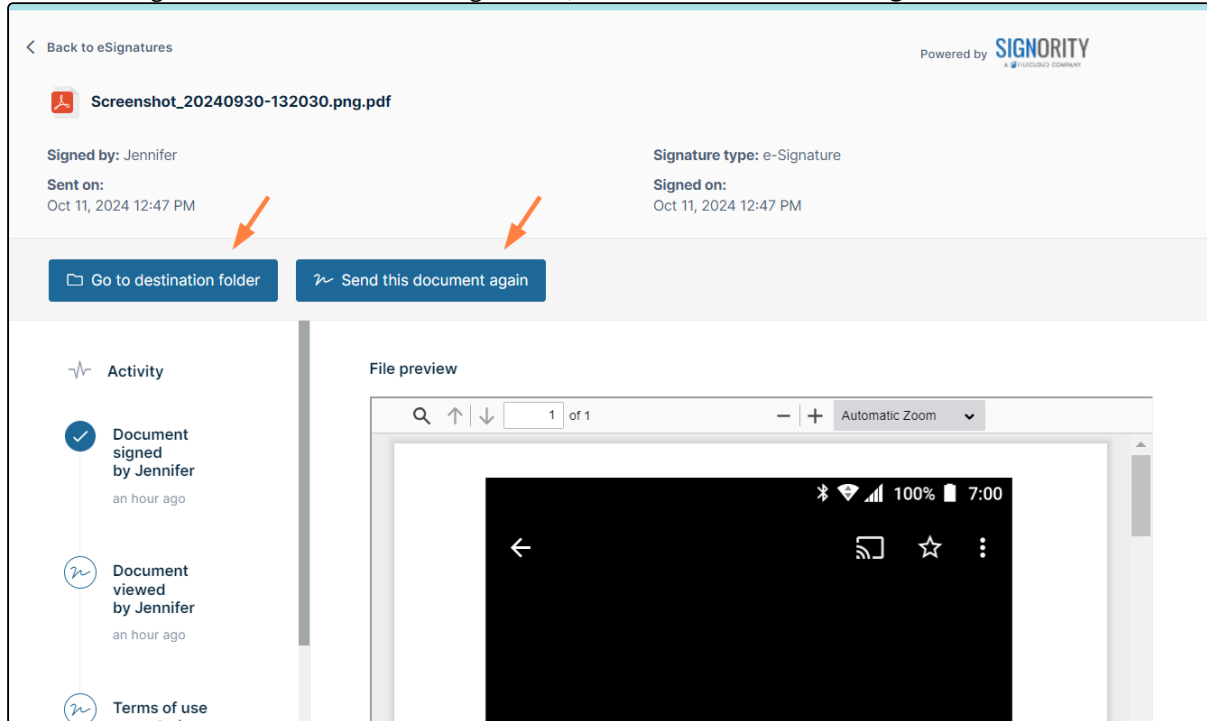 Back to eSignatures
Powered by SIGNORITY
A FILECLOUD COMPANY
Screenshot_20240930-132030.png.pdf
Signed by: Jennifer
Signature type: e-Signature
Sent on:
Signed on:
Oct 11, 2024 12:47 PM
Oct 11, 2024 12:47 PM
Go to destination folder
Send this document again
Activity
File preview
1 of 1
Automatic Zoom
Document
signed
by Jennifer
an hour ago
100% 7:00
Document
viewed
by Jennifer
an hour ago
Terms of use